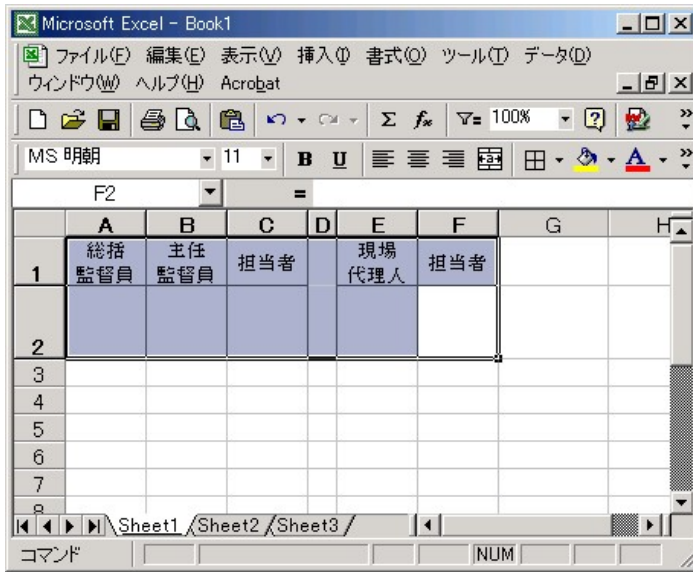 Microsoft Excel - Book1
ファイル(F) 編集(E) 表示(V) 挿入(I) 書式(O) ツール(T) データ(D)
ウィンドウ(W) ヘルプ(H) Acrobat
100%
MS 明朝 11 B U A
F2 =
A B C D E F G H
1 総括 監督員 主任 監督員 担当者 現場 代理人 担当者
2
3
4
5
6
7
8
Sheet1 Sheet2 Sheet3
コマンド NUM